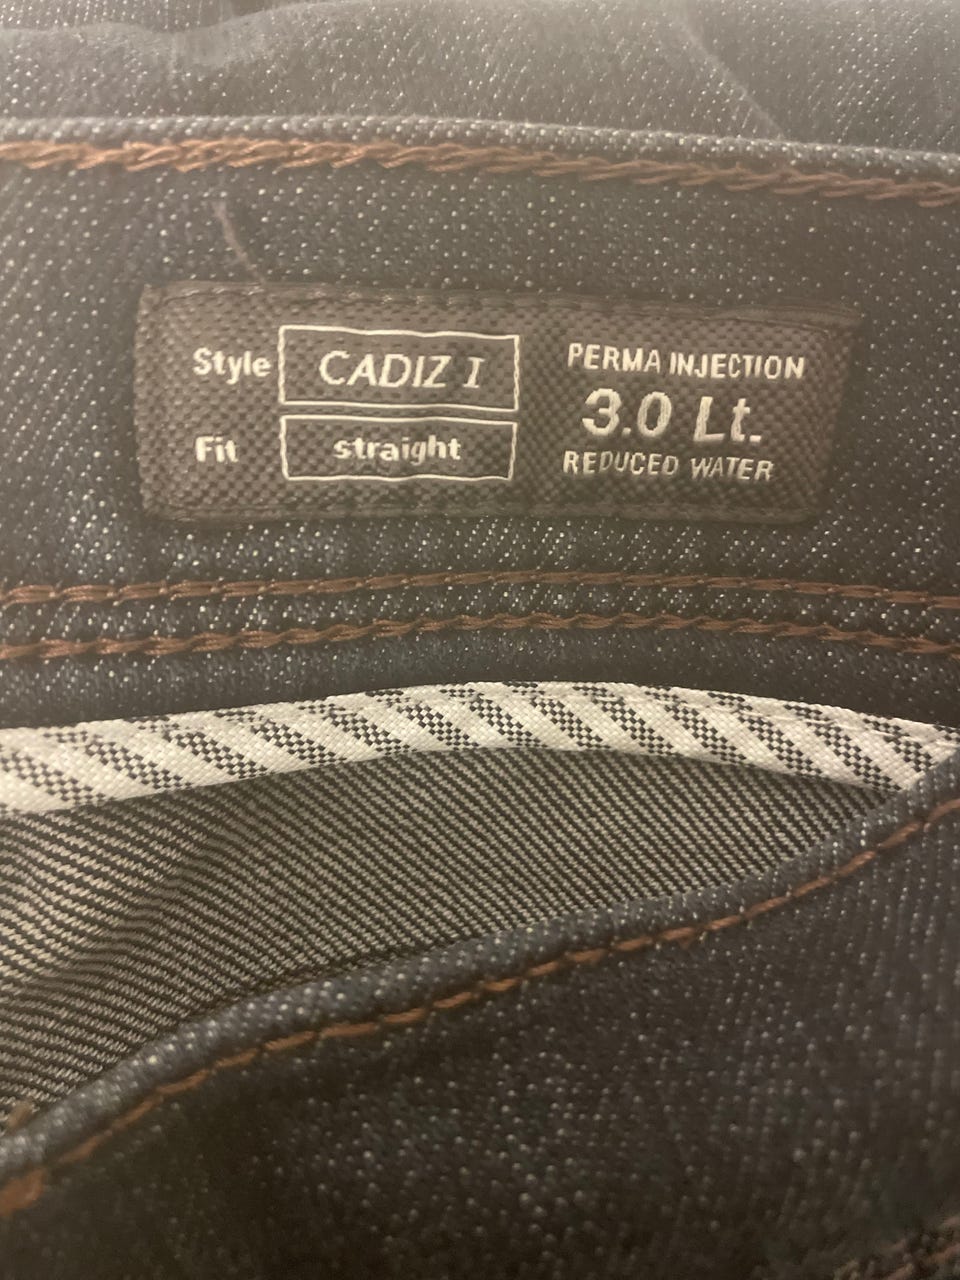 Style CADIZ I
Fit straight
PERMA INJECTION
3.0 Lt.
REDUCED WATER